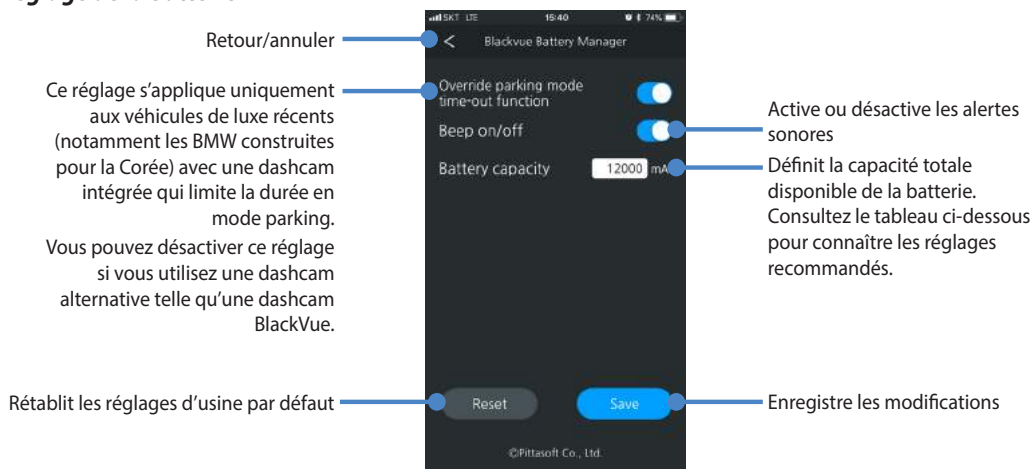 Retour/annuler
Ce réglage s'applique uniquement
aux véhicules de luxe récents
(notamment les BMW construites
pour la Corée) avec une dashcam
intégrée qui limite la durée en
mode parking.
Vous pouvez désactiver ce réglage
si vous utilisez une dashcam
alternative telle qu'une dashcam
BlackVue.
Rétablit les réglages d'usine par défaut
SKT LTE 15:40 74%
< Blackvue Battery Manager
Override parking mode
time-out function
Beep on/off
Battery capacity 12000 mA
Reset Save
©Pittasoft Co., Ltd.
Active ou désactive les alertes
sonores
Définit la capacité totale
disponible de la batterie.
Consultez le tableau ci-dessous
pour connaître les réglages
recommandés.
Enregistre les modifications